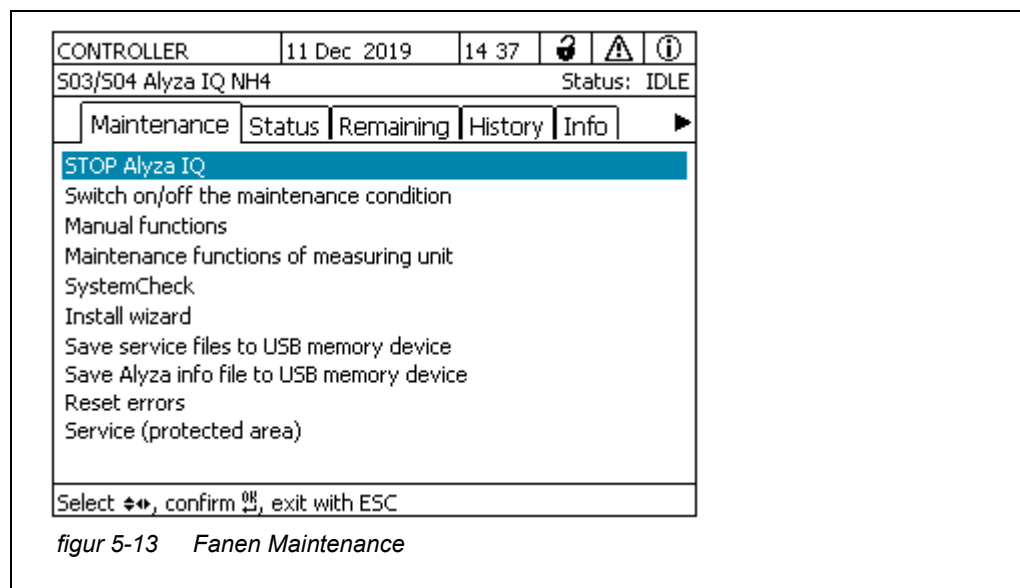 CONTROLLER 11 Dec 2019 14 37
S03/S04 Alyza IQ NH4 Status: IDLE
Maintenance Status Remaining History Info
STOP Alyza IQ
Switch on/off the maintenance condition
Manual functions
Maintenance functions of measuring unit
SystemCheck
Install wizard
Save service files to USB memory device
Save Alyza info file to USB memory device
Reset errors
Service (protected area)
Select , confirm OK, exit with ESC
figur 5-13 Fanen Maintenance